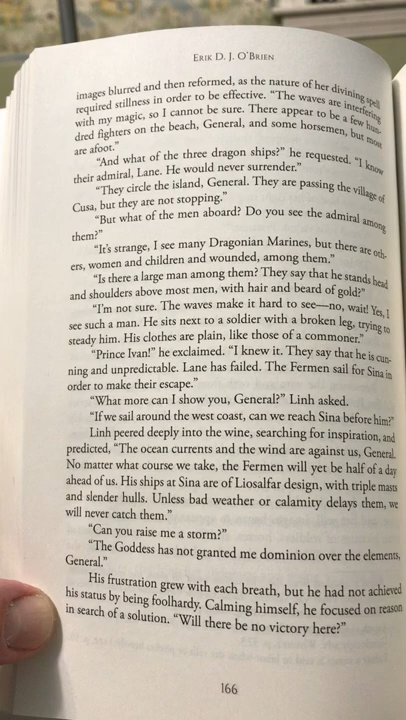 ERIK D. J. O'BRIEN
images blurred and then reformed, as the nature of her divining spell
required stillness in order to be effective. “The waves are interfering
with my magic, so I cannot be sure. There appear to be a few hun-
dred fighters on the beach, General, and some horsemen, but most
are afoot.”
“And what of the three dragon ships?” he requested. “I know
their admiral, Lane. He would never surrender.”
“They circle the island, General. They are passing the village of
Cusa, but they are not stopping.”
“But what of the men aboard? Do you see the admiral among
them?”
“It's strange, I see many Dragonian Marines, but there are oth-
ers, women and children and wounded, among them.”
“Is there a large man among them? They say that he stands head
and shoulders above most men, with hair and beard of gold?”
“I'm not sure. The waves make it hard to see—no, wait! Yes, I
see such a man. He sits next to a soldier with a broken leg, trying to
steady him. His clothes are plain, like those of a commoner.”
“Prince Ivan!” he exclaimed. “I knew it. They say that he is cun-
ning and unpredictable. Lane has failed. The Fermen sail for Sina in
order to make their escape.”
“What more can I show you, General?” Linh asked.
“If we sail around the west coast, can we reach Sina before him?”
Linh peered deeply into the wine, searching for inspiration, and
predicted, “The ocean currents and the wind are against us, General.
No matter what course we take, the Fermen will yet be half of a day
ahead of us. His ships at Sina are of Liosalfar design, with triple masts
and slender hulls. Unless bad weather or calamity delays them, we
will never catch them.”
“Can you raise me a storm?”
“The Goddess has not granted me dominion over the elements,
General.”
His frustration grew with each breath, but he had not achieved
his status by being foolhardy. Calming himself, he focused on reason
in search of a solution. “Will there be no victory here?”
166